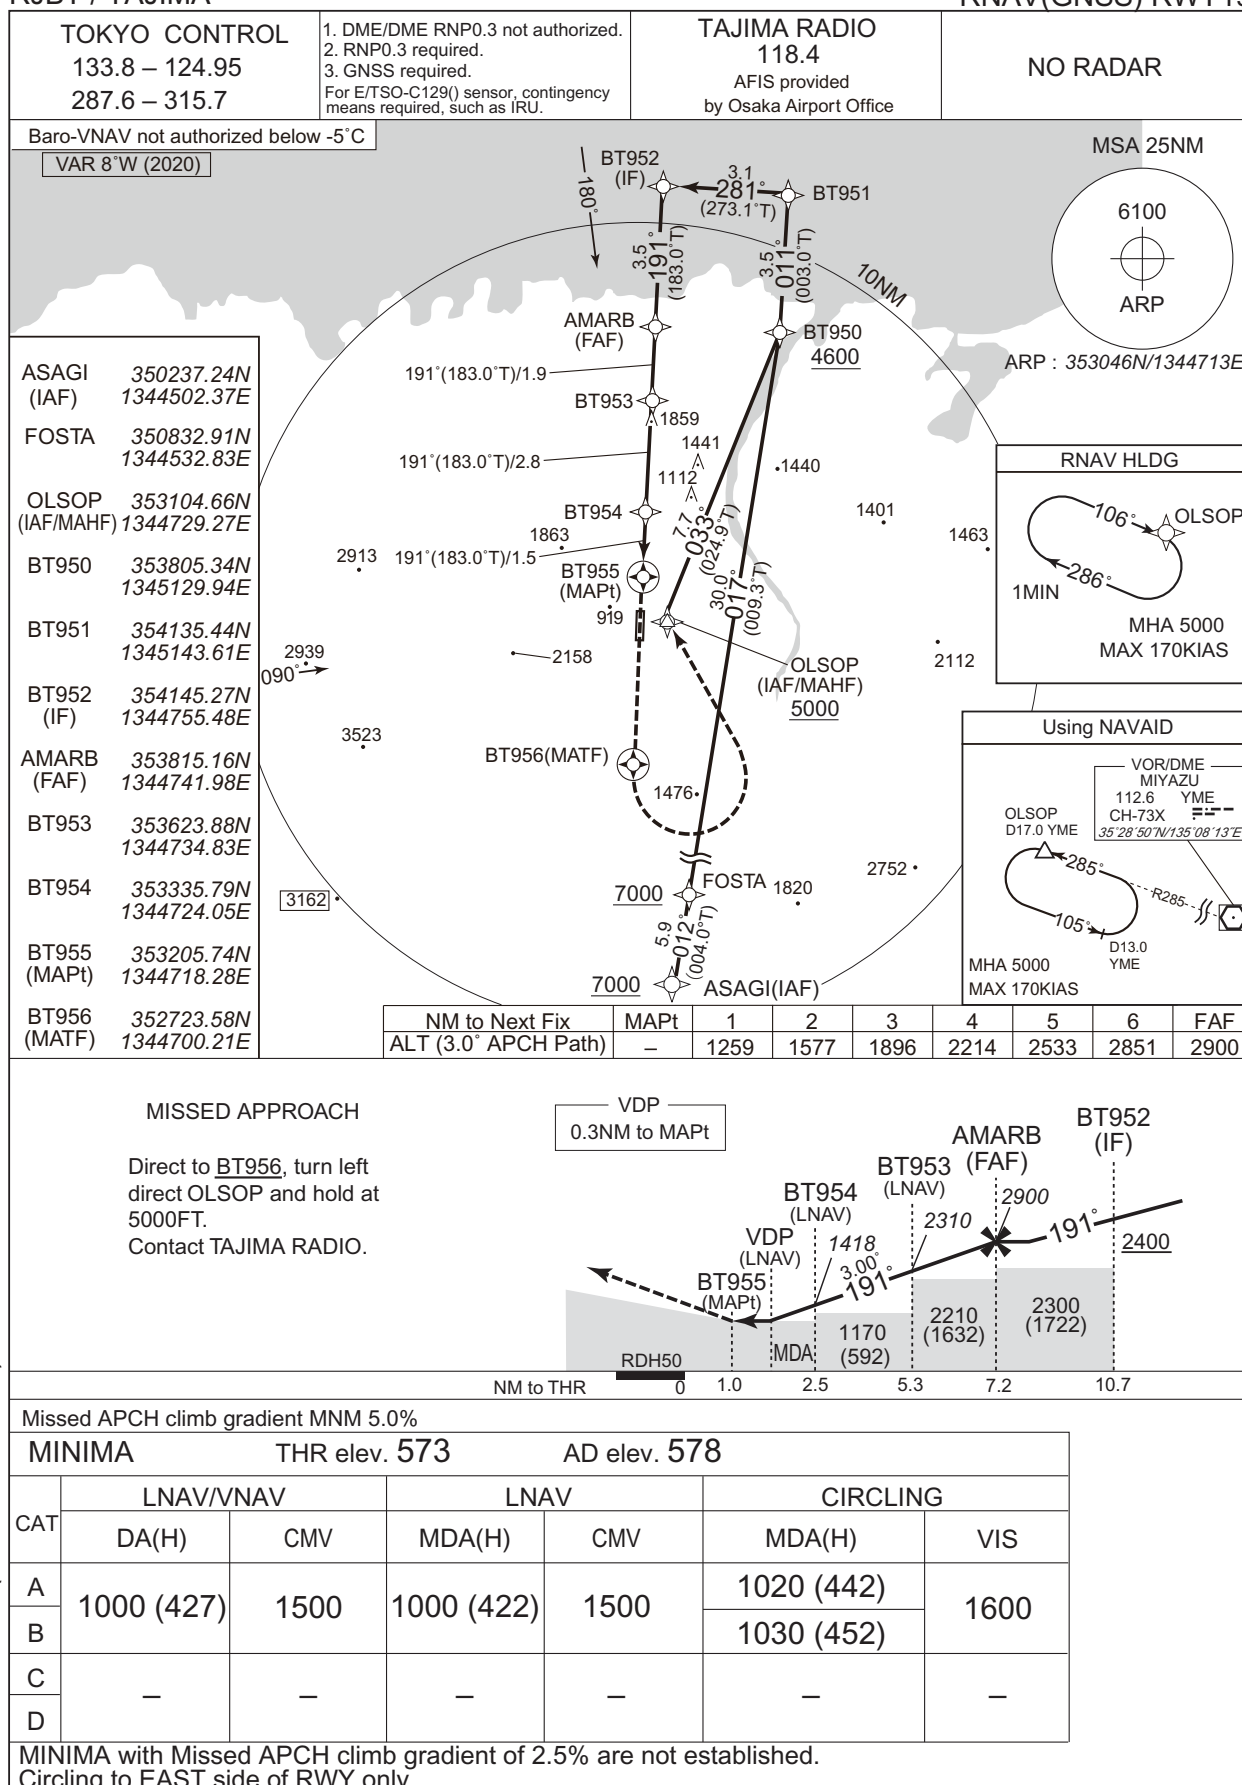 TOKYO CONTROL
133.8 – 124.95
287.6 – 315.7
1. DME/DME RNP0.3 not authorized.
2. RNP0.3 required.
3. GNSS required.
For E/TSO-C129() sensor, contingency
means required, such as IRU.
TAJIMA RADIO
118.4
AFIS provided
by Osaka Airport Office
NO RADAR
Baro-VNAV not authorized below -5˚C
VAR 8˚W (2020)
MSA 25NM
6100
ARP
ARP : 353046N/1344713E
180˚
BT952
(IF)
3.1
281˚
(273.1˚T)
BT951
3.5
191˚
(183.0˚T)
3.5
011˚
(003.0˚T)
10NM
AMARB
(FAF)
BT950
4600
191˚(183.0˚T)/1.9
BT953
1859
1441
191˚(183.0˚T)/2.8
1112
1440
BT954
1401
1863
1463
2913
191˚(183.0˚T)/1.5
7.7
033˚
(024.9˚T)
30.0
017˚
(009.3˚T)
BT955
(MAPt)
919
2939
2158
090˚
OLSOP
(IAF/MAHF)
5000
2112
3523
BT956(MATF)
1476
2752
FOSTA
7000
1820
3162
5.9
012˚
(004.0˚T)
7000
ASAGI(IAF)
ASAGI 350237.24N
(IAF) 1344502.37E
FOSTA 350832.91N
1344532.83E
OLSOP 353104.66N
(IAF/MAHF) 1344729.27E
BT950 353805.34N
1345129.94E
BT951 354135.44N
1345143.61E
BT952 354145.27N
(IF) 1344755.48E
AMARB 353815.16N
(FAF) 1344741.98E
BT953 353623.88N
1344734.83E
BT954 353335.79N
1344724.05E
BT955 353205.74N
(MAPt) 1344718.28E
BT956 352723.58N
(MATF) 1344700.21E
RNAV HLDG
106˚
OLSOP
286˚
1MIN
MHA 5000
MAX 170KIAS
Using NAVAID
VOR/DME
MIYAZU
112.6 YME
CH-73X
35˚28´50˝N/135˚08´13˝E
OLSOP
D17.0 YME
285˚
R285
105˚
D13.0
YME
MHA 5000
MAX 170KIAS
NM to Next Fix MAPt 1 2 3 4 5 6 FAF
ALT (3.0˚ APCH Path) – 1259 1577 1896 2214 2533 2851 2900
MISSED APPROACH
Direct to BT956, turn left
direct OLSOP and hold at
5000FT.
Contact TAJIMA RADIO.
VDP
0.3NM to MAPt
BT952
(IF)
AMARB
(FAF)
BT953
(LNAV)
BT954
(LNAV)
VDP
(LNAV)
BT955
(MAPt)
2900
2310
1418
3.00˚
191˚
191˚
2400
2300
(1722)
2210
(1632)
1170
(592)
MDA
RDH50
NM to THR 0 1.0 2.5 5.3 7.2 10.7
Missed APCH climb gradient MNM 5.0%
MINIMA THR elev. 573 AD elev. 578
CAT LNAV/VNAV LNAV CIRCLING
DA(H) CMV MDA(H) CMV MDA(H) VIS
A 1000 (427) 1500 1000 (422) 1500 1020 (442) 1600
B 1030 (452)
C – – – – – –
D
MINIMA with Missed APCH climb gradient of 2.5% are not established.
Circling to EAST side of RWY only